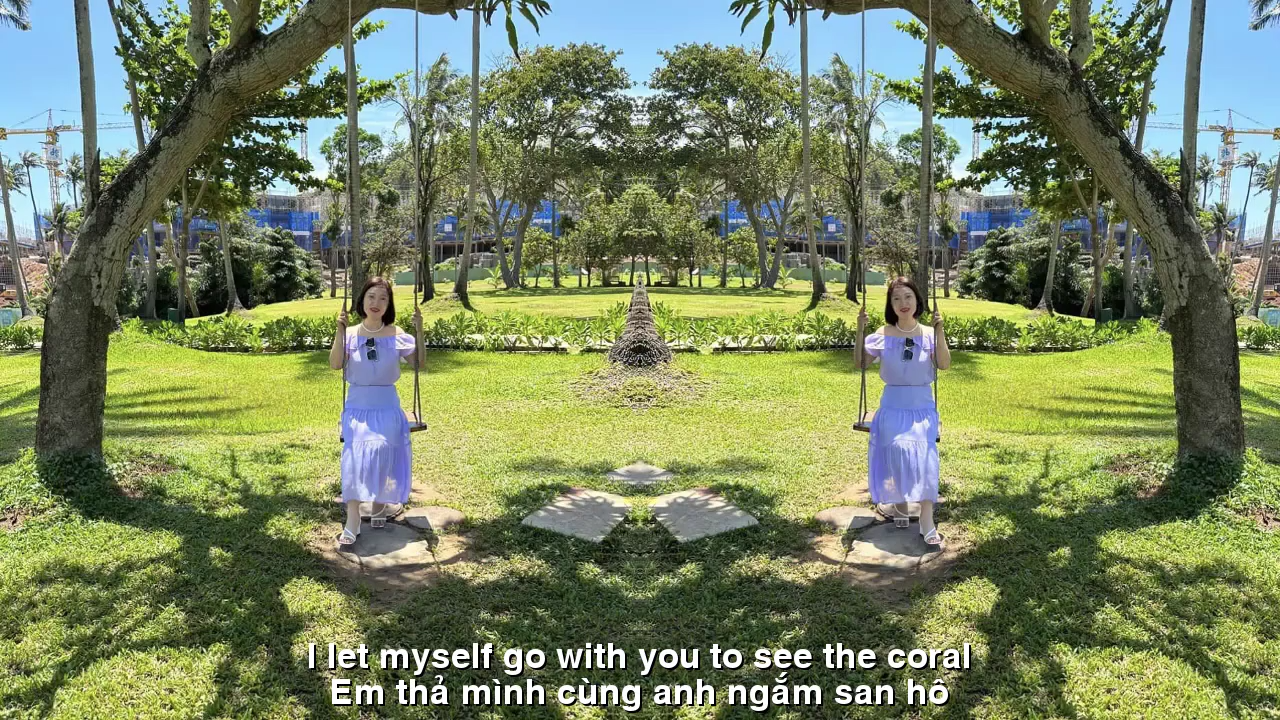 I let myself go with you to see the coral
Em thả mình cùng anh ngắm san hô